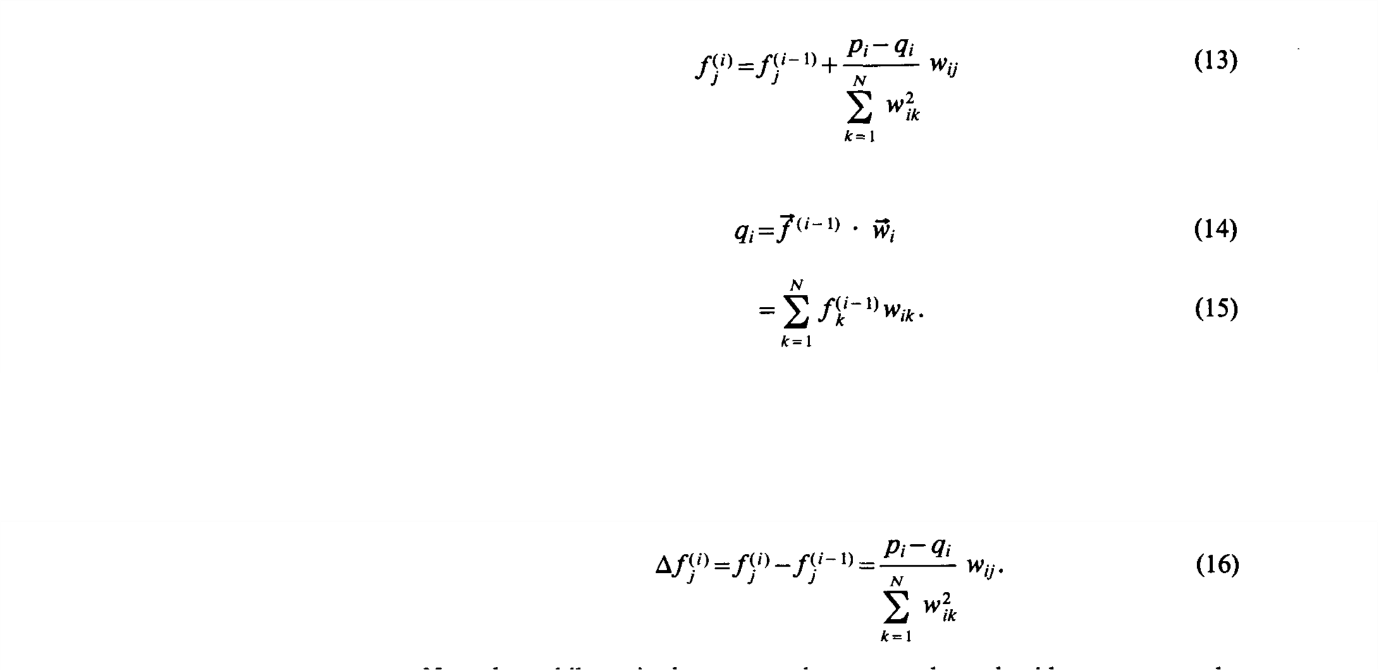 f_j^{(i)} = f_j^{(i-1)} + \frac{p_i - q_i}{\sum_{k=1}^{N} w_{ik}^2} w_{ij} (13)
q_i = \vec{f}^{(i-1)} \cdot \vec{w}_i (14)
= \sum_{k=1}^{N} f_k^{(i-1)} w_{ik}. (15)
\Delta f_j^{(i)} = f_j^{(i)} - f_j^{(i-1)} = \frac{p_i - q_i}{\sum_{k=1}^{N} w_{ik}^2} w_{ij}. (16)